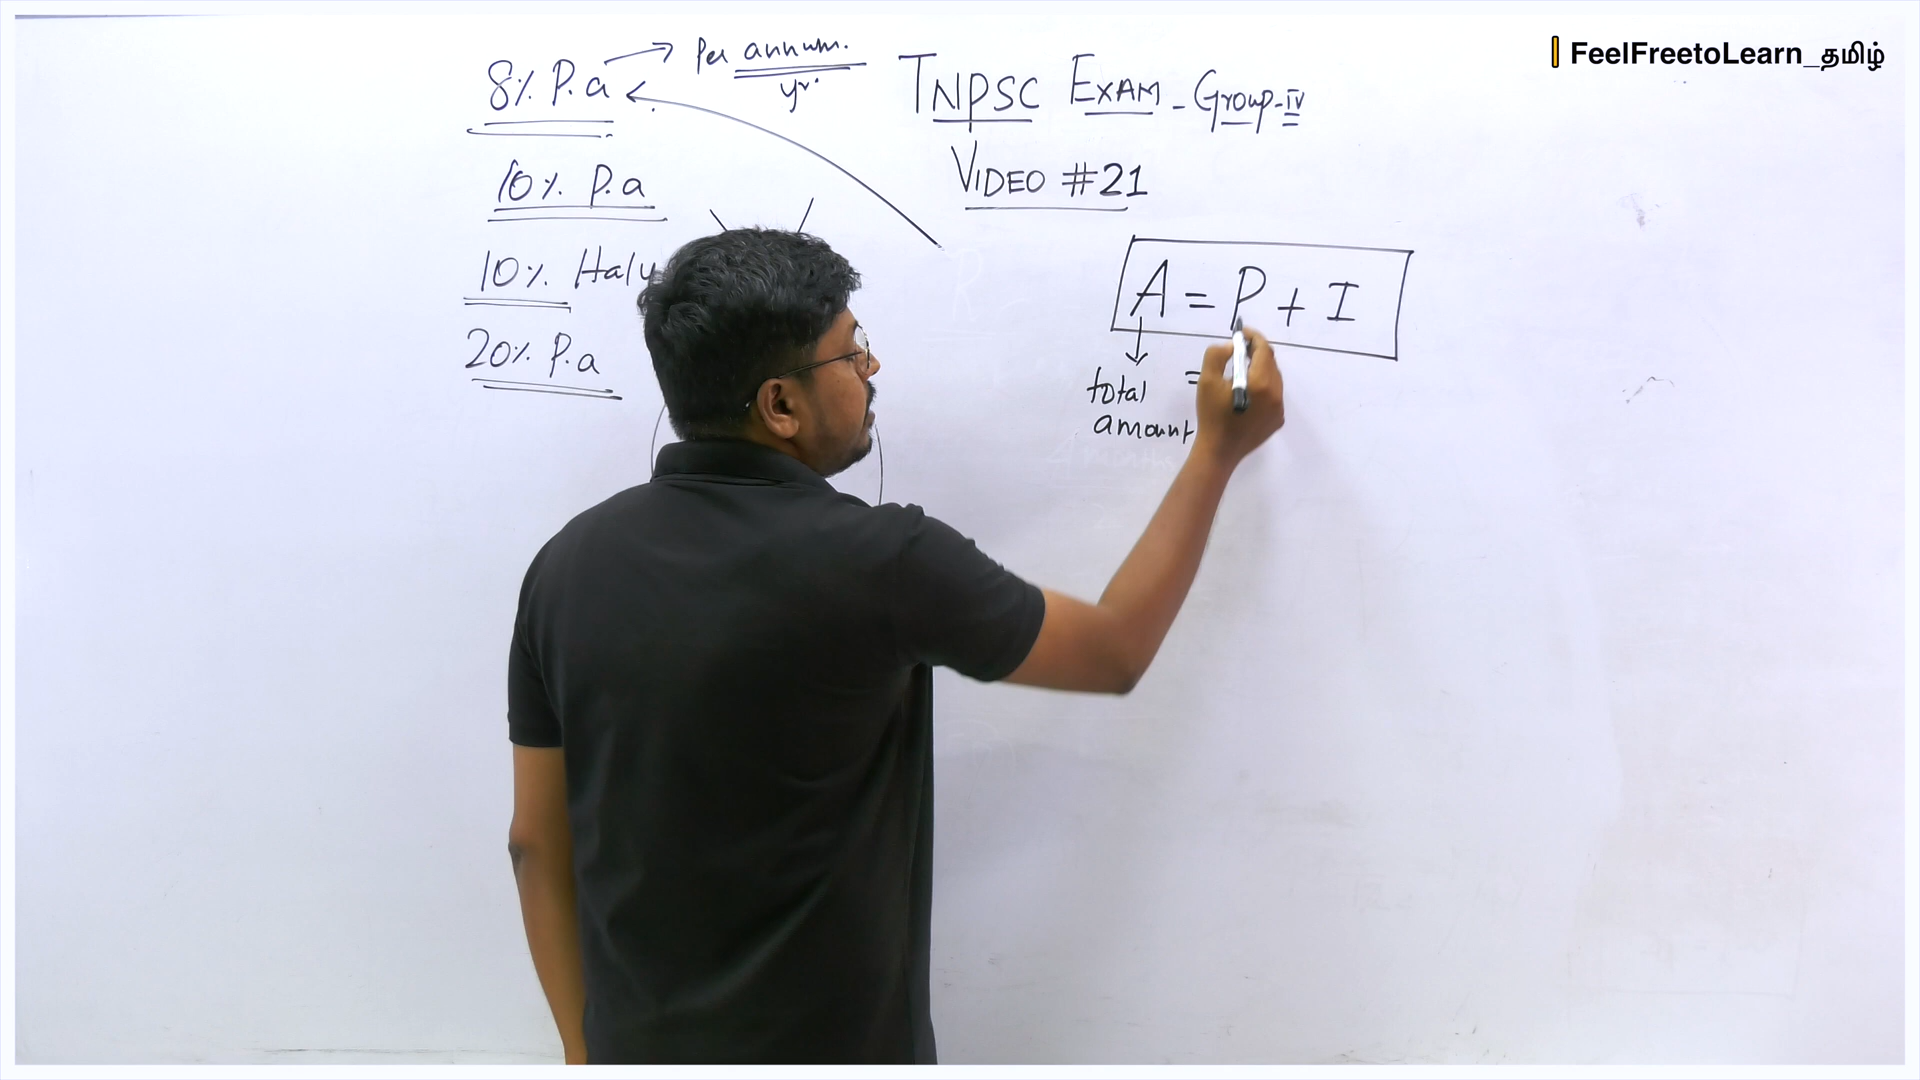 FeelFreetoLearn_தமிழ்
8% P.a → Per annum.
yr.
10% P.a
10% Half
20% P.a
TNPSC EXAM - Group-IV
VIDEO #21
A = P + I
total =
amount